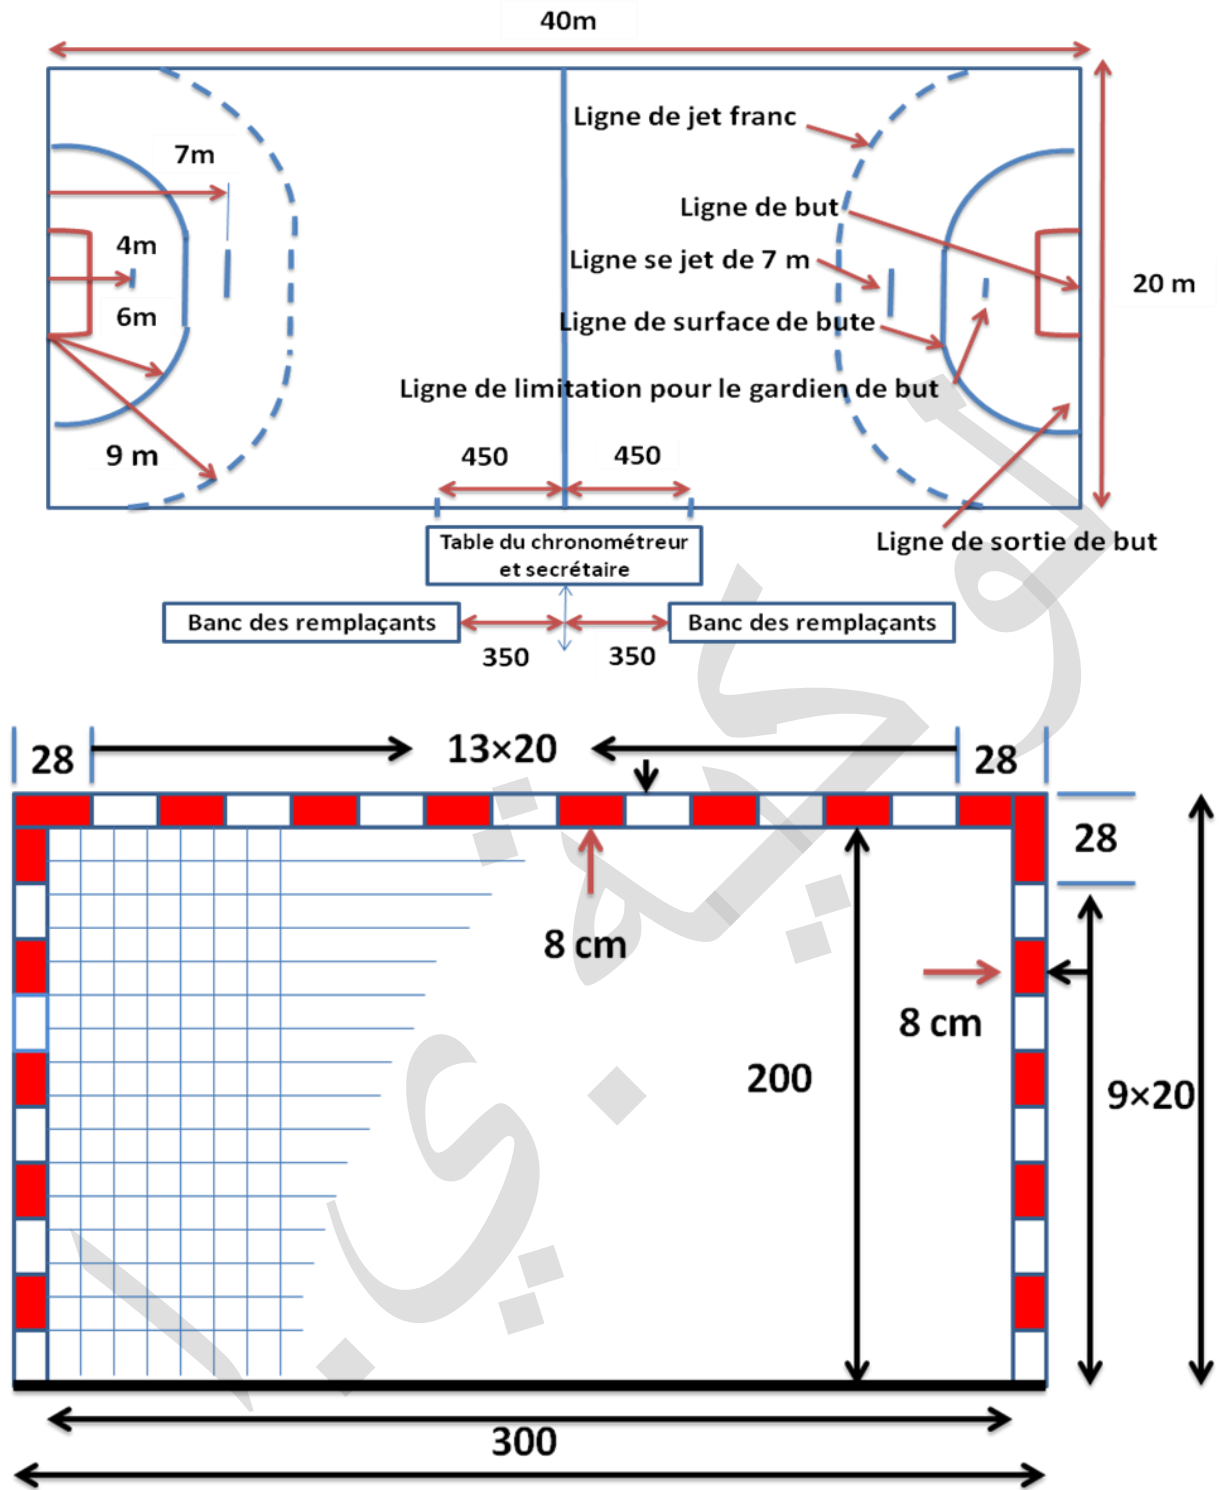 40m
Ligne de jet franc
7m
Ligne de but
4m
Ligne se jet de 7 m
20 m
6m
Ligne de surface de bute
Ligne de limitation pour le gardien de but
9 m
450
450
Ligne de sortie de but
Table du chronométreur
et secrétaire
Banc des remplaçants
Banc des remplaçants
350
350
28
13×20
28
28
8 cm
8 cm
200
9×20
300